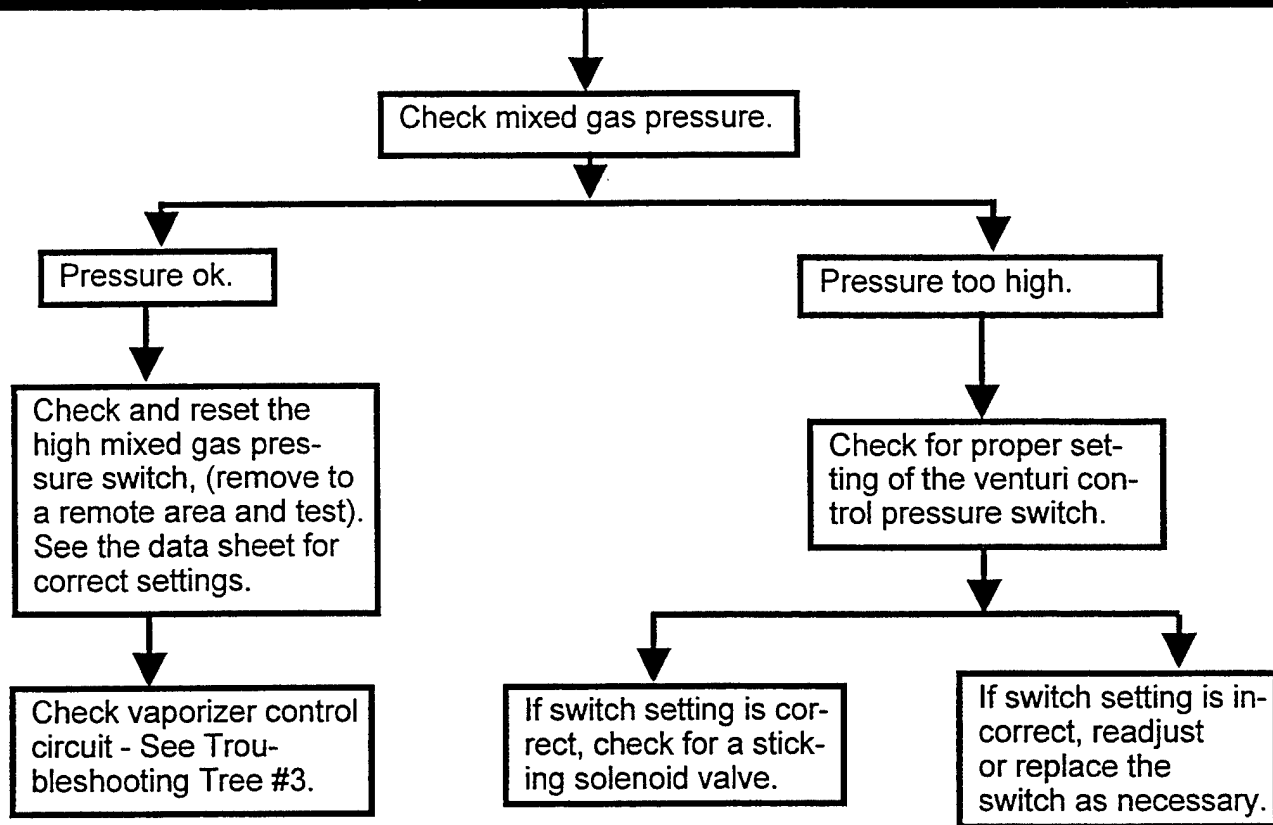 Check mixed gas pressure.
Pressure ok.
Pressure too high.
Check and reset the
high mixed gas pres-
sure switch, (remove to
a remote area and test).
See the data sheet for
correct settings.
Check for proper set-
ting of the venturi con-
trol pressure switch.
Check vaporizer control
circuit - See Trou-
bleshooting Tree #3.
If switch setting is cor-
rect, check for a stick-
ing solenoid valve.
If switch setting is in-
correct, readjust
or replace the
switch as necessary.